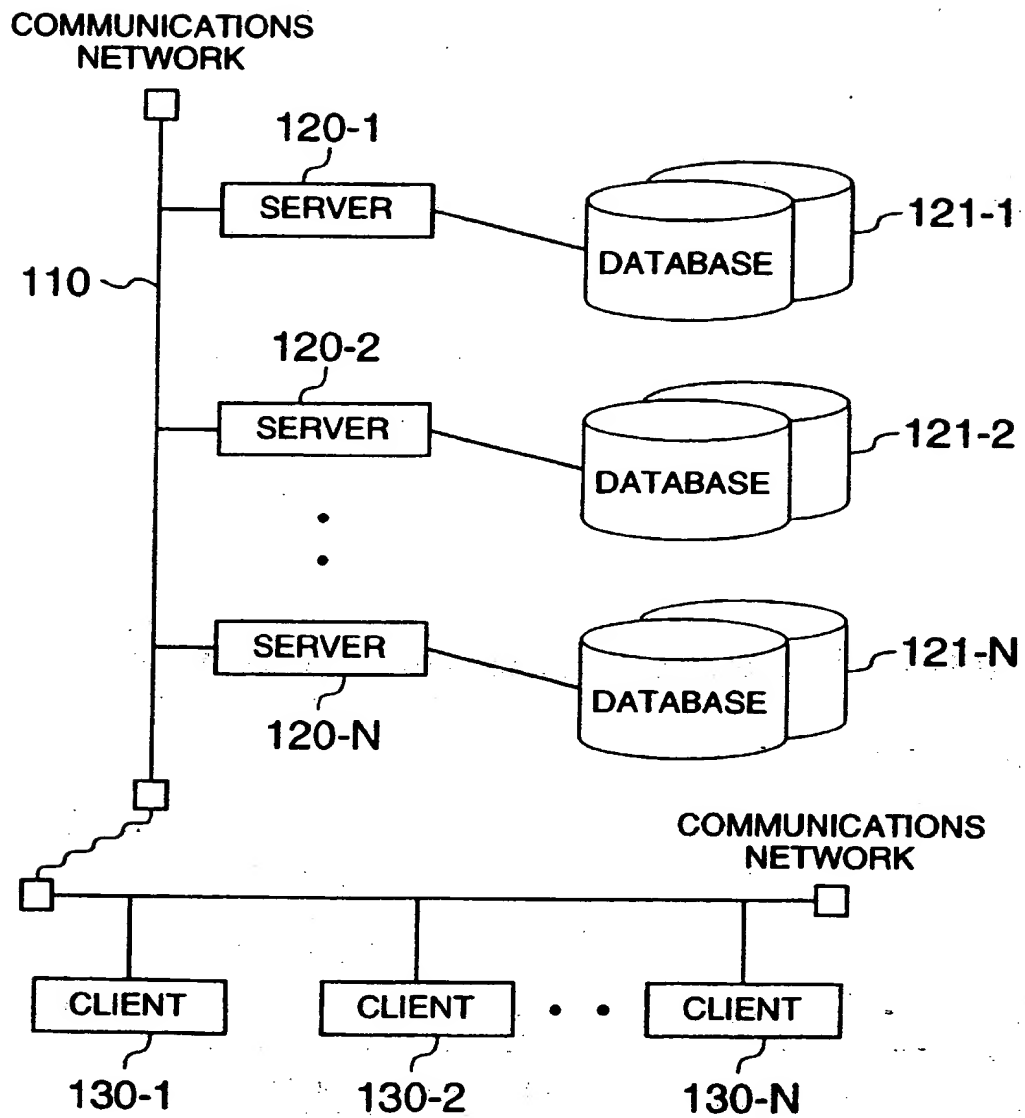 COMMUNICATIONS
NETWORK
120-1
SERVER
121-1
DATABASE
110
120-2
SERVER
121-2
DATABASE
SERVER
121-N
DATABASE
120-N
COMMUNICATIONS
NETWORK
CLIENT
CLIENT
CLIENT
130-1
130-2
130-N